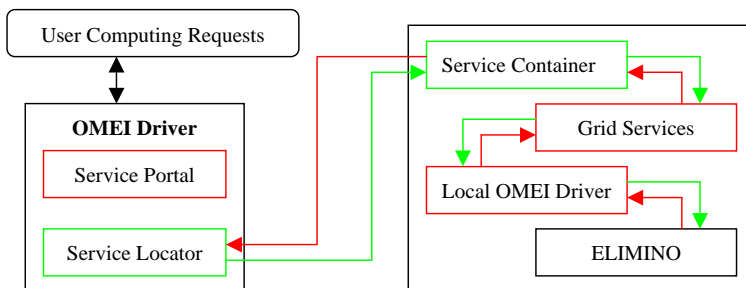 User Computing Requests
OMEI Driver
Service Portal
Service Locator
Service Container
Grid Services
Local OMEI Driver
ELIMINO